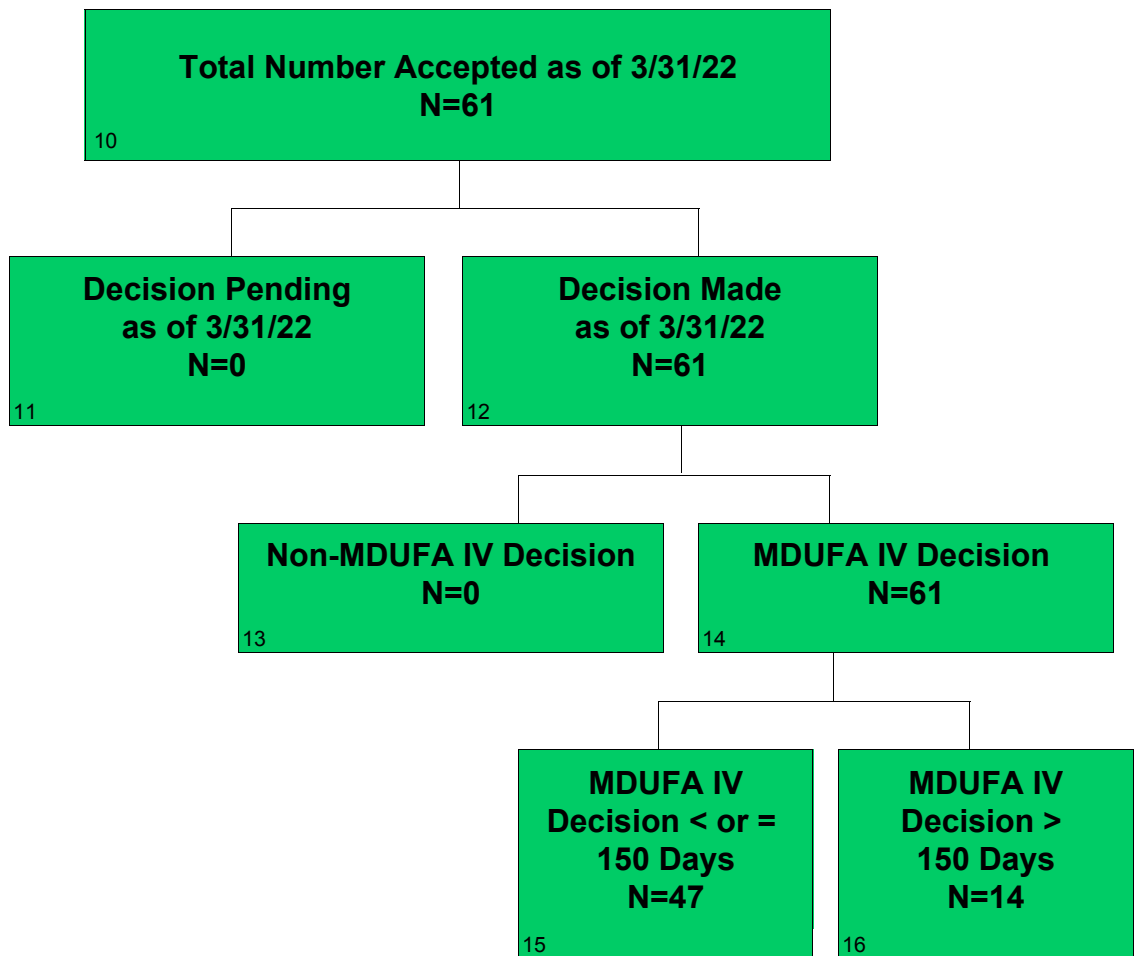 Total Number Accepted as of 3/31/22
N=61
10
Decision Pending
as of 3/31/22
N=0
11
Decision Made
as of 3/31/22
N=61
12
Non-MDUFA IV Decision
N=0
13
MDUFA IV Decision
N=61
14
MDUFA IV
Decision < or =
150 Days
N=47
15
MDUFA IV
Decision >
150 Days
N=14
16